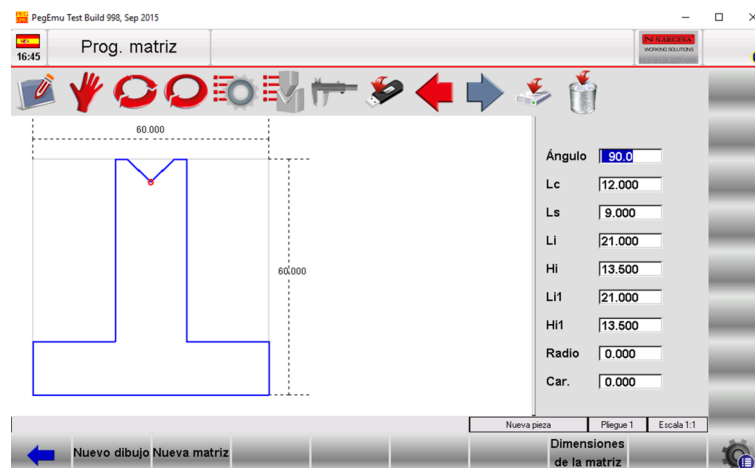 PegEmu Test Build 998, Sep 2015
16:45
Prog. matriz
NARGESA
WORKING SOLUTIONS
60.000
60.000
Ángulo 90.0
Lc 12.000
Ls 9.000
Li 21.000
Hi 13.500
Li1 21.000
Hi1 13.500
Radio 0.000
Car. 0.000
Nueva pieza Pliegue 1 Escala 1:1
Nuevo dibujo Nueva matriz Dimensiones
de la matriz